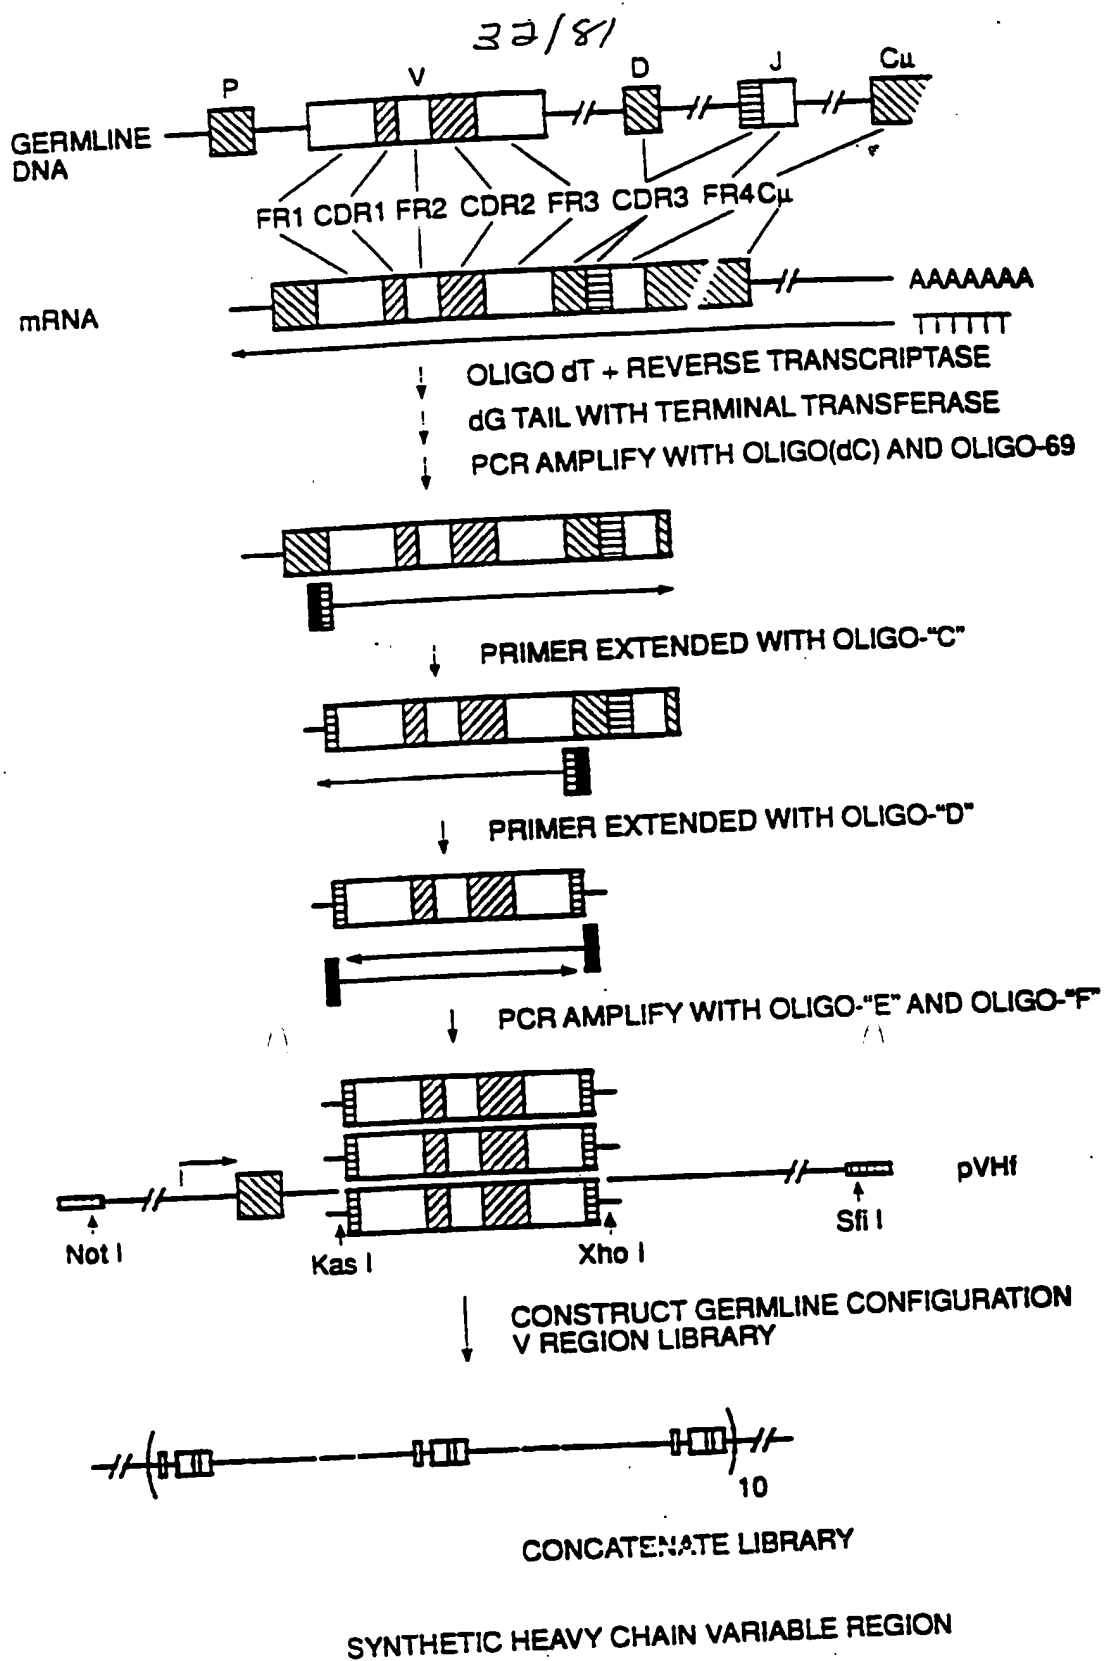 32/81
P V D J Cμ
GERMLINE
DNA
FR1 CDR1 FR2 CDR2 FR3 CDR3 FR4 Cμ
mRNA
AAAAAAA
TTTTTT
OLIGO dT + REVERSE TRANSCRIPTASE
dG TAIL WITH TERMINAL TRANSFERASE
PCR AMPLIFY WITH OLIGO(dC) AND OLIGO-69
PRIMER EXTENDED WITH OLIGO-"C"
PRIMER EXTENDED WITH OLIGO-"D"
PCR AMPLIFY WITH OLIGO-"E" AND OLIGO-"F"
pVHf
Not I
Kas I
Xho I
Sfi I
CONSTRUCT GERMLINE CONFIGURATION
V REGION LIBRARY
10
CONCATENATE LIBRARY
SYNTHETIC HEAVY CHAIN VARIABLE REGION